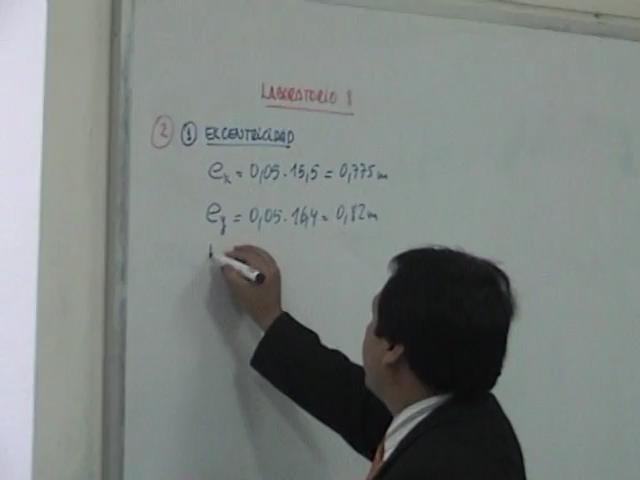 LABORATORIO 1
2 1 EXCENTRICIDAD
ex = 0,05 . 15,5 = 0,775 m
ey = 0,05 . 16,4 = 0,82 m